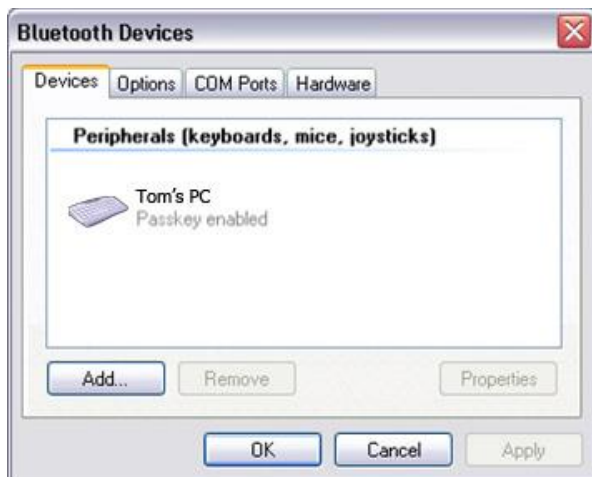 Bluetooth Devices
Devices Options COM Ports Hardware
Peripherals (keyboards, mice, joysticks)
Tom's PC
Passkey enabled
Add... Remove Properties
OK Cancel Apply